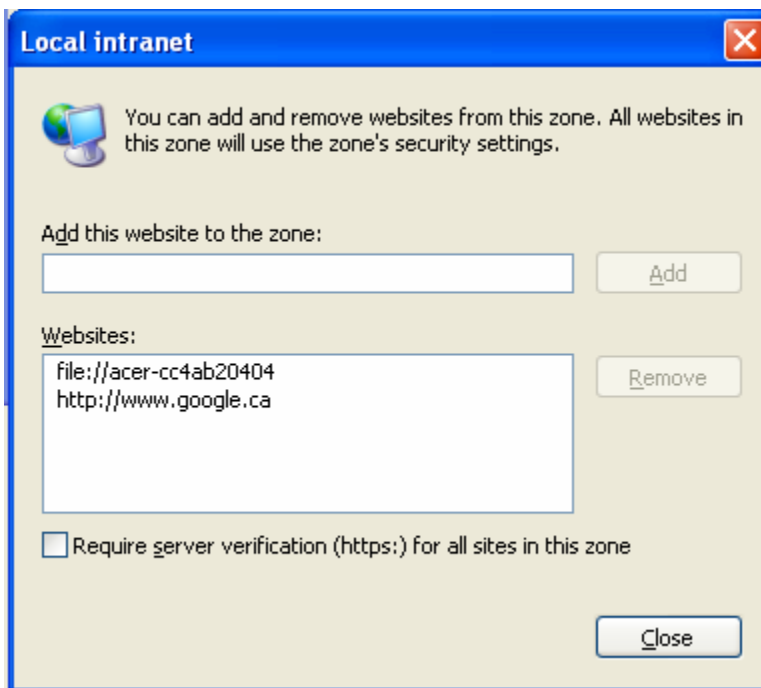 Local intranet
You can add and remove websites from this zone. All websites in
this zone will use the zone's security settings.
Add this website to the zone:
Add
Websites:
file://acer-cc4ab20404
http://www.google.ca
Remove
Require server verification (https:) for all sites in this zone
Close